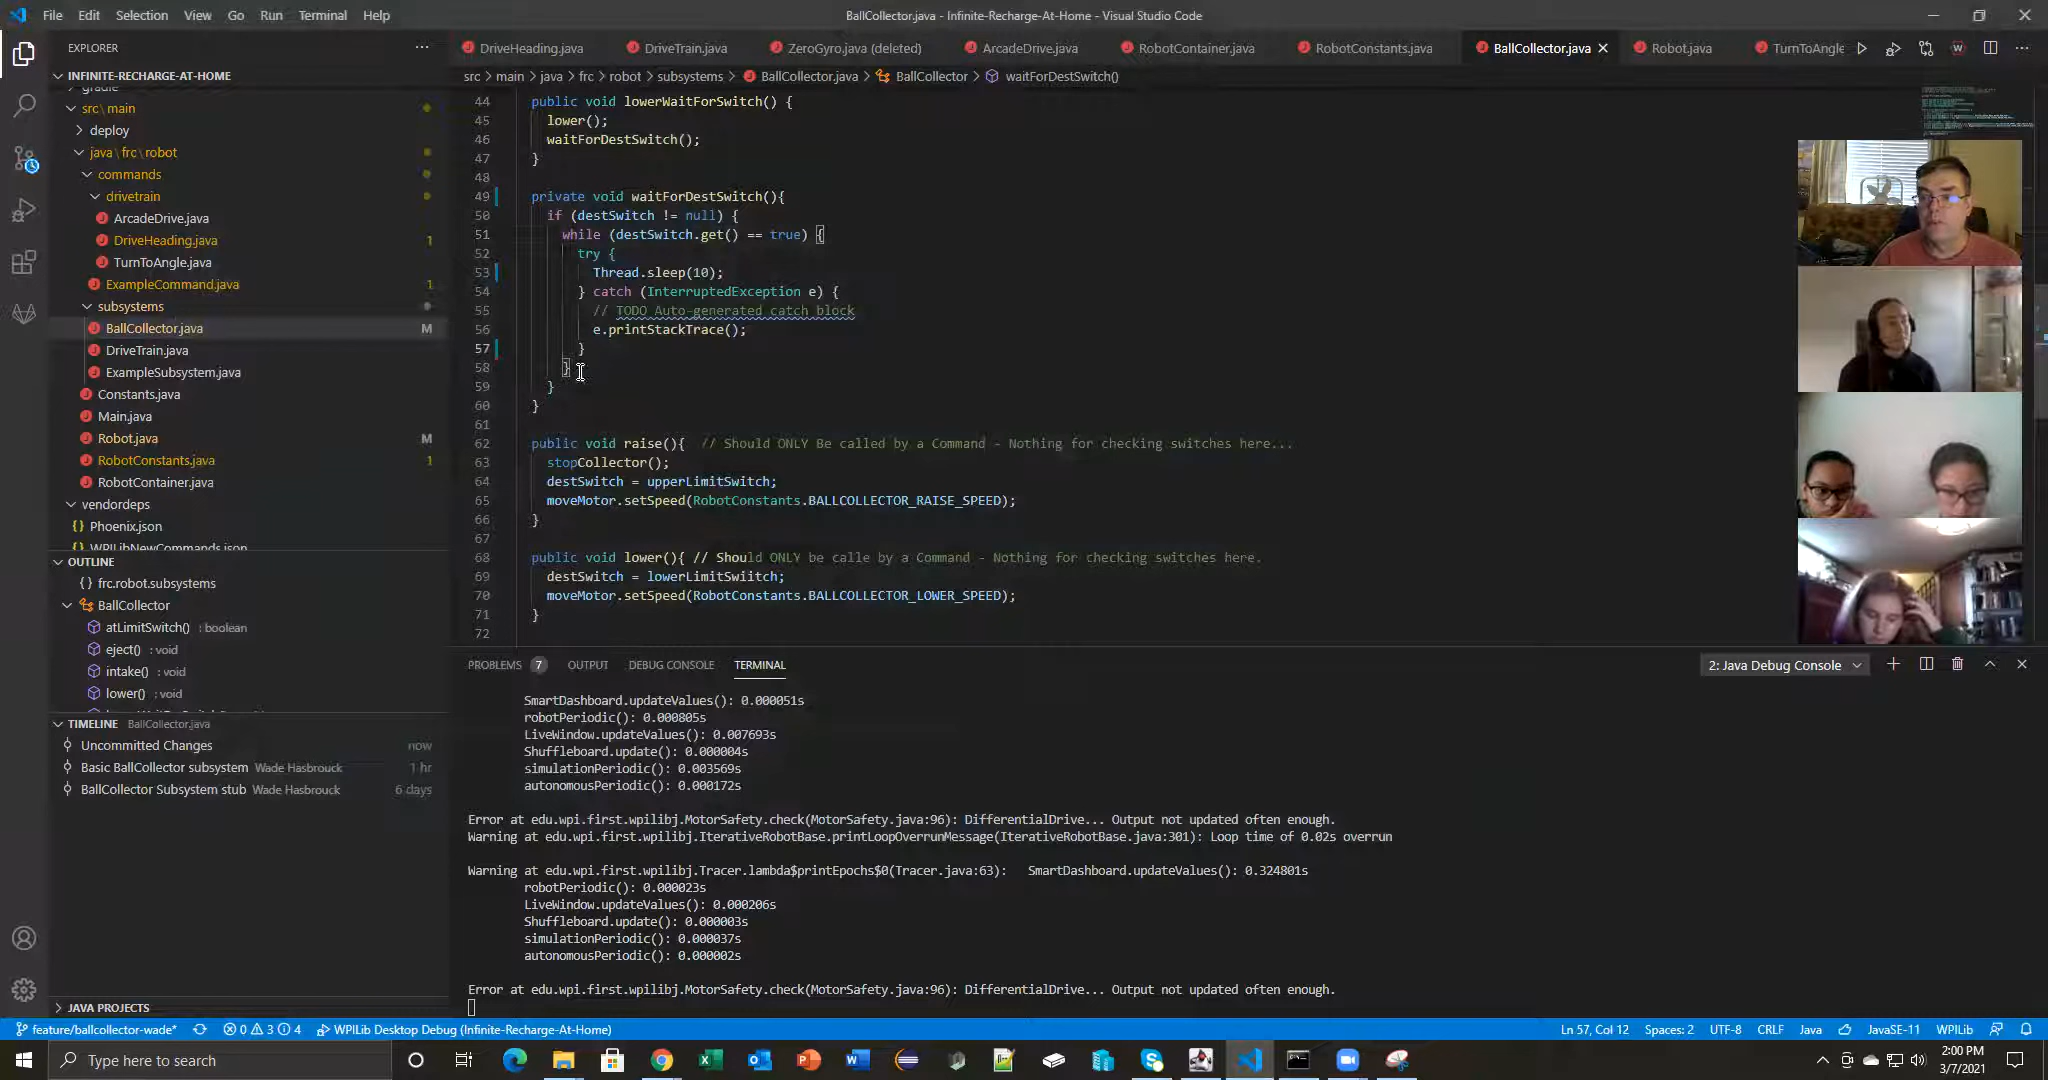 File Edit Selection View Go Run Terminal Help
BallCollector.java - Infinite-Recharge-At-Home - Visual Studio Code
EXPLORER
DriveHeading.java DriveTrain.java ZeroGyro.java (deleted) ArcadeDrive.java RobotContainer.java RobotConstants.java BallCollector.java Robot.java TurnToAngle
INFINITE-RECHARGE-AT-HOME
gradle
src \ main
deploy
java \ frc \ robot
commands
drivetrain
ArcadeDrive.java
DriveHeading.java 1
TurnToAngle.java
ExampleCommand.java 1
subsystems
BallCollector.java M
DriveTrain.java
ExampleSubsystem.java
Constants.java
Main.java
Robot.java M
RobotConstants.java 1
RobotContainer.java
vendordeps
{} Phoenix.json
{} WPILibNewCommands.json
OUTLINE
{} frc.robot.subsystems
BallCollector
atLimitSwitch() : boolean
eject() : void
intake() : void
lower() : void
TIMELINE BallCollector.java
Uncommitted Changes now
Basic BallCollector subsystem Wade Hasbrouck 1 hr
BallCollector Subsystem stub Wade Hasbrouck 6 days
JAVA PROJECTS
src > main > java > frc > robot > subsystems > BallCollector.java > BallCollector > waitForDestSwitch()
44 public void lowerWaitForSwitch() {
45 lower();
46 waitForDestSwitch();
47 }
48
49 private void waitForDestSwitch(){
50 if (destSwitch != null) {
51 while (destSwitch.get() == true) {
52 try {
53 Thread.sleep(10);
54 } catch (InterruptedException e) {
55 // TODO Auto-generated catch block
56 e.printStackTrace();
57 }
58 }
59 }
60 }
61
62 public void raise(){ // Should ONLY Be called by a Command - Nothing for checking switches here...
63 stopCollector();
64 destSwitch = upperLimitSwitch;
65 moveMotor.setSpeed(RobotConstants.BALLCOLLECTOR_RAISE_SPEED);
66 }
67
68 public void lower(){ // Should ONLY be calle by a Command - Nothing for checking switches here.
69 destSwitch = lowerLimitSwiitch;
70 moveMotor.setSpeed(RobotConstants.BALLCOLLECTOR_LOWER_SPEED);
71 }
72
PROBLEMS 7 OUTPUT DEBUG CONSOLE TERMINAL 2: Java Debug Console
SmartDashboard.updateValues(): 0.000051s
robotPeriodic(): 0.000805s
LiveWindow.updateValues(): 0.007693s
Shuffleboard.update(): 0.000004s
simulationPeriodic(): 0.003569s
autonomousPeriodic(): 0.000172s
Error at edu.wpi.first.wpilibj.MotorSafety.check(MotorSafety.java:96): DifferentialDrive... Output not updated often enough.
Warning at edu.wpi.first.wpilibj.IterativeRobotBase.printLoopOverrunMessage(IterativeRobotBase.java:301): Loop time of 0.02s overrun
Warning at edu.wpi.first.wpilibj.Tracer.lambda$printEpochs$0(Tracer.java:63): SmartDashboard.updateValues(): 0.324801s
robotPeriodic(): 0.000023s
LiveWindow.updateValues(): 0.000206s
Shuffleboard.update(): 0.000003s
simulationPeriodic(): 0.000037s
autonomousPeriodic(): 0.000002s
Error at edu.wpi.first.wpilibj.MotorSafety.check(MotorSafety.java:96): DifferentialDrive... Output not updated often enough.
feature/ballcollector-wade* 0 3 4 WPILib Desktop Debug (Infinite-Recharge-At-Home) Ln 57, Col 12 Spaces: 2 UTF-8 CRLF Java JavaSE-11 WPILib
Type here to search
2:00 PM
3/7/2021